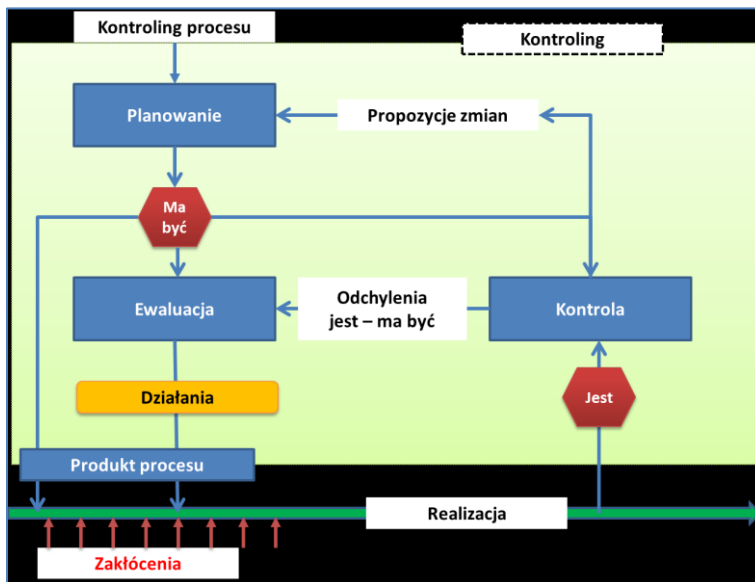 Kontroling procesu
Kontroling
Planowanie
Propozycje zmian
Ma
być
Ewaluacja
Odchylenia
jest – ma być
Kontrola
Działania
Jest
Produkt procesu
Realizacja
Zakłócenia